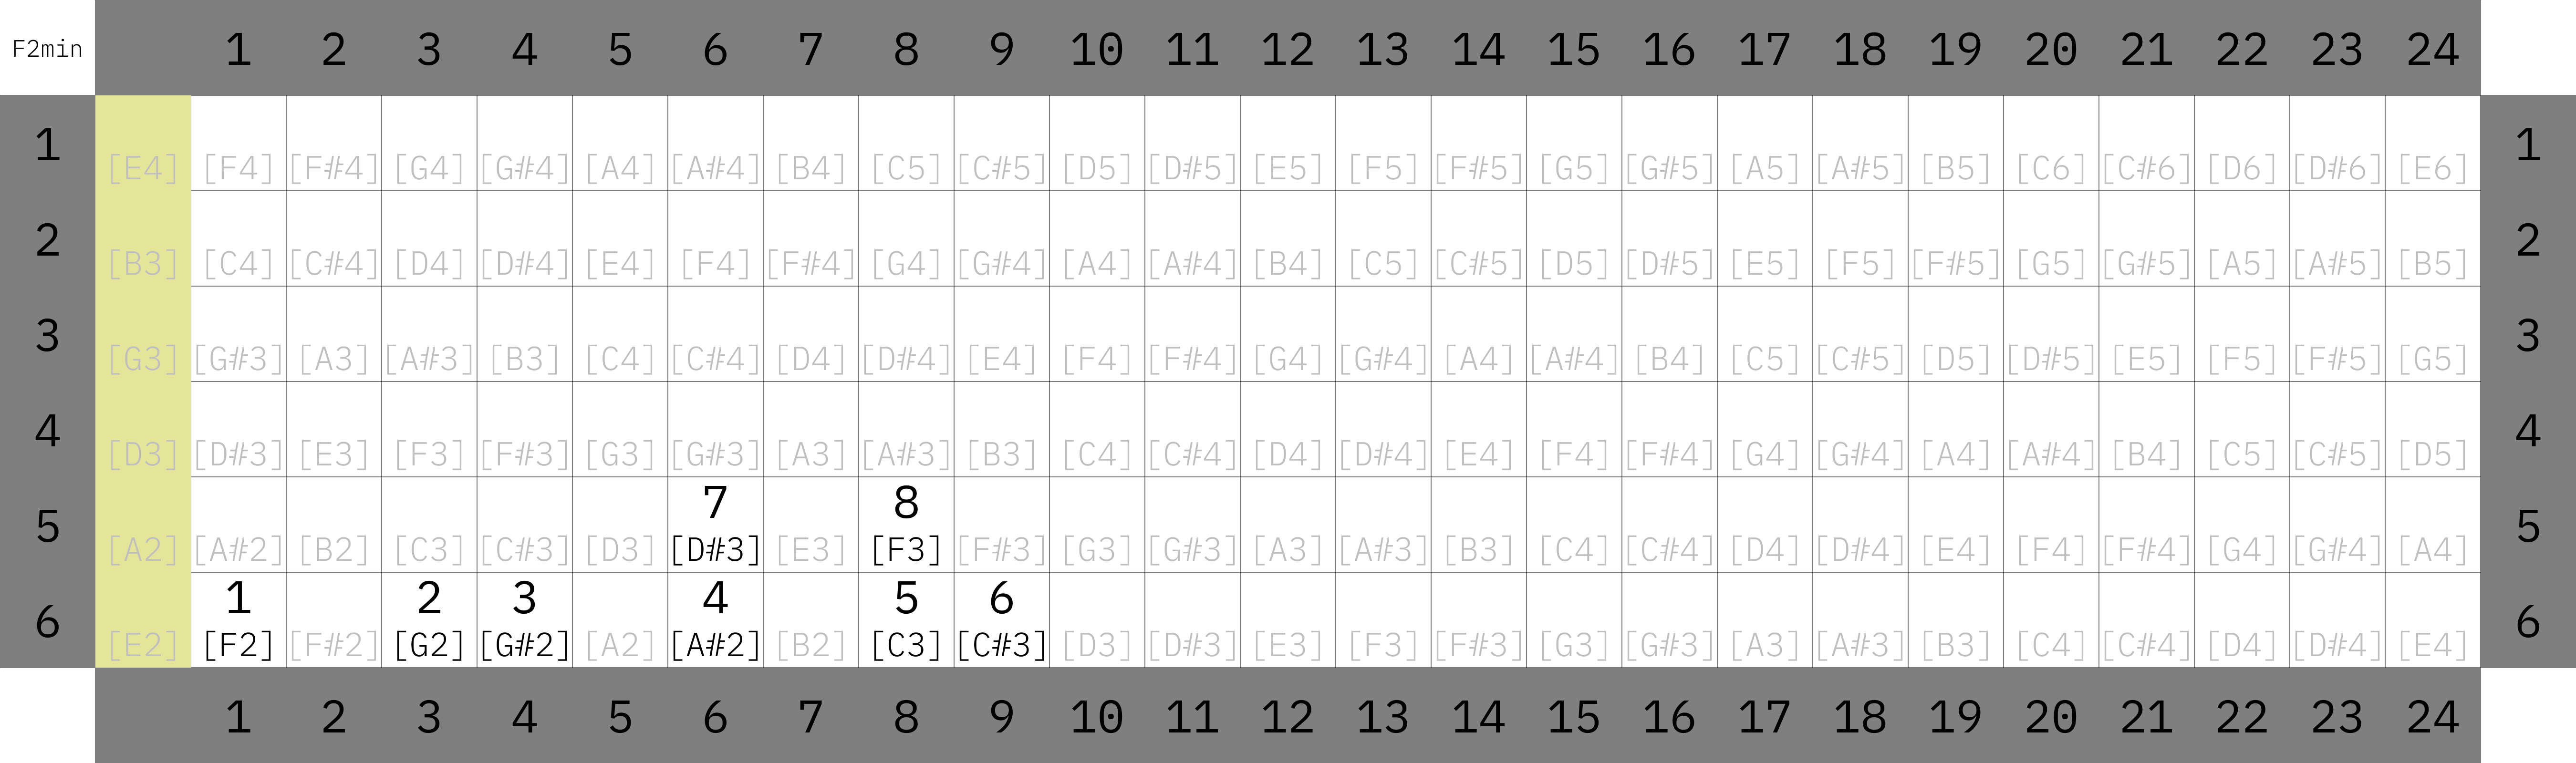 F2min 1 2 3 4 5 6 7 8 9 10 11 12 13 14 15 16 17 18 19 20 21 22 23 24
1 [E4] [F4] [F#4] [G4] [G#4] [A4] [A#4] [B4] [C5] [C#5] [D5] [D#5] [E5] [F5] [F#5] [G5] [G#5] [A5] [A#5] [B5] [C6] [C#6] [D6] [D#6] [E6] 1
2 [B3] [C4] [C#4] [D4] [D#4] [E4] [F4] [F#4] [G4] [G#4] [A4] [A#4] [B4] [C5] [C#5] [D5] [D#5] [E5] [F5] [F#5] [G5] [G#5] [A5] [A#5] [B5] 2
3 [G3] [G#3] [A3] [A#3] [B3] [C4] [C#4] [D4] [D#4] [E4] [F4] [F#4] [G4] [G#4] [A4] [A#4] [B4] [C5] [C#5] [D5] [D#5] [E5] [F5] [F#5] [G5] 3
4 [D3] [D#3] [E3] [F3] [F#3] [G3] [G#3] [A3] [A#3] [B3] [C4] [C#4] [D4] [D#4] [E4] [F4] [F#4] [G4] [G#4] [A4] [A#4] [B4] [C5] [C#5] [D5] 4
7 8
5 [A2] [A#2] [B2] [C3] [C#3] [D3] [D#3] [E3] [F3] [F#3] [G3] [G#3] [A3] [A#3] [B3] [C4] [C#4] [D4] [D#4] [E4] [F4] [F#4] [G4] [G#4] [A4] 5
1 2 3 4 5 6
6 [E2] [F2] [F#2] [G2] [G#2] [A2] [A#2] [B2] [C3] [C#3] [D3] [D#3] [E3] [F3] [F#3] [G3] [G#3] [A3] [A#3] [B3] [C4] [C#4] [D4] [D#4] [E4] 6
1 2 3 4 5 6 7 8 9 10 11 12 13 14 15 16 17 18 19 20 21 22 23 24